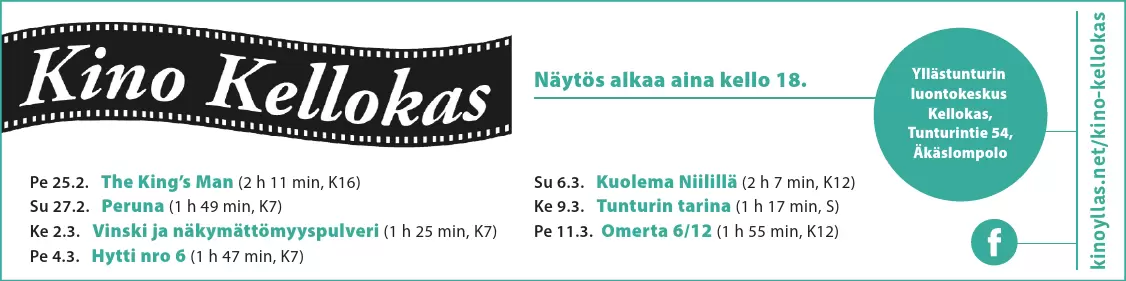 Kino Kellokas
Näytös alkaa aina kello 18.
Yllästunturin
luontokeskus
Kellokas,
Tunturintie 54,
Äkäslompolo
kinoyllas.net/kino-kellokas
Pe 25.2. The King's Man (2 h 11 min, K16)
Su 27.2. Peruna (1 h 49 min, K7)
Ke 2.3. Vinski ja näkymättömyyspulveri (1 h 25 min, K7)
Pe 4.3. Hytti nro 6 (1 h 47 min, K7)
Su 6.3. Kuolema Niilillä (2 h 7 min, K12)
Ke 9.3. Tunturin tarina (1 h 17 min, S)
Pe 11.3. Omerta 6/12 (1 h 55 min, K12)
f